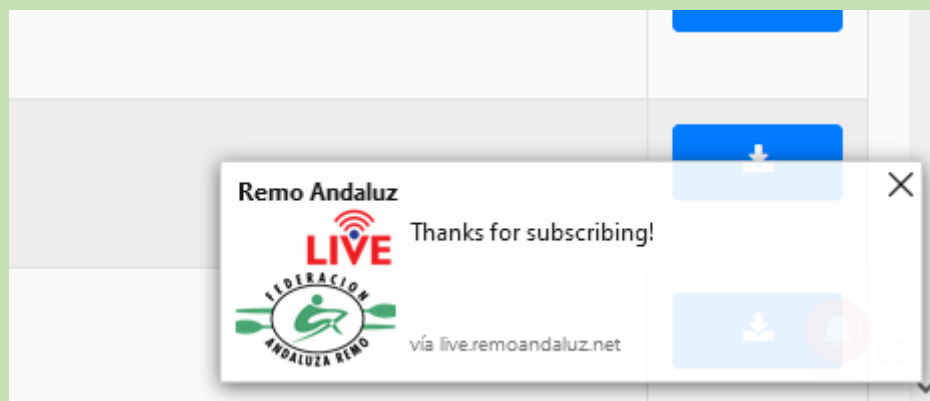 Remo Andaluz
LIVE
Thanks for subscribing!
FEDERACION
ANDALUZA REMO
vía live.remoandaluz.net